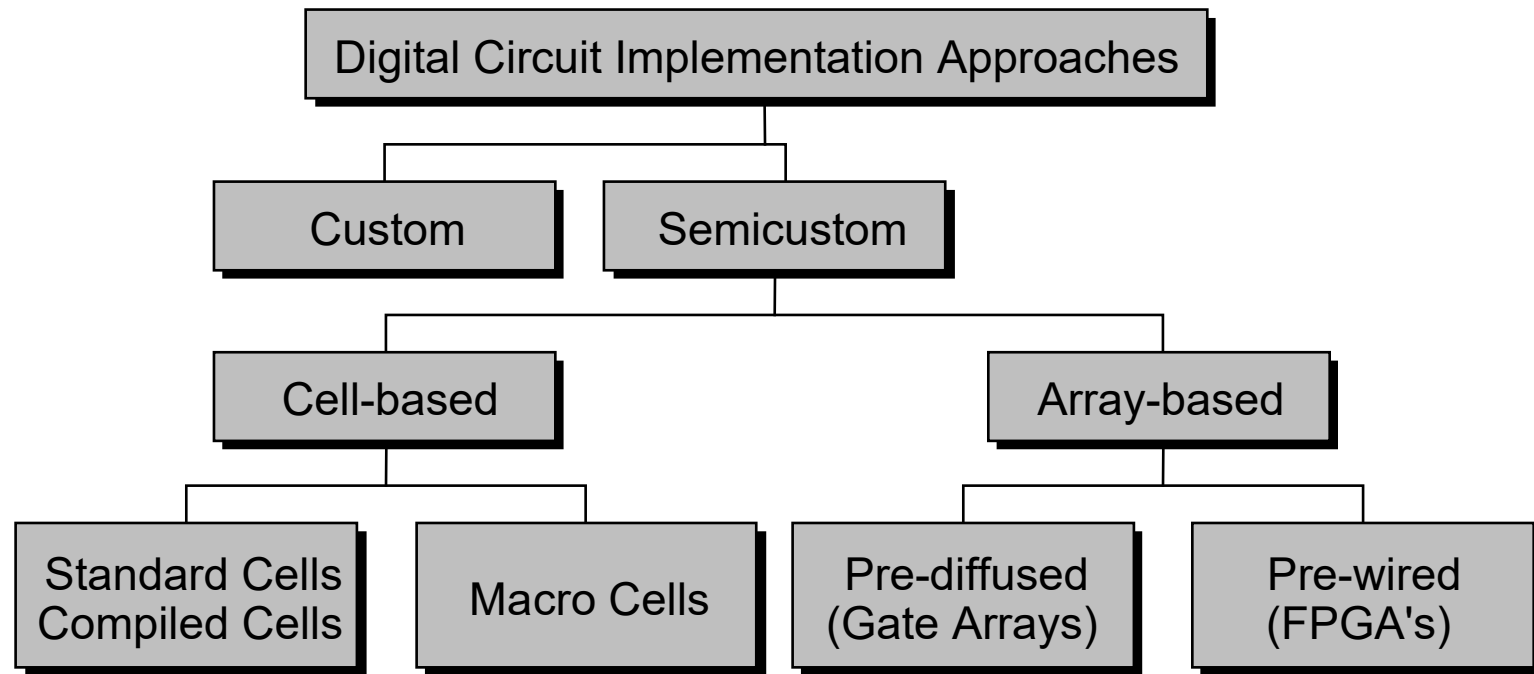 Digital Circuit Implementation Approaches
Custom
Semicustom
Cell-based
Array-based
Standard Cells
Compiled Cells
Macro Cells
Pre-diffused
(Gate Arrays)
Pre-wired
(FPGA's)